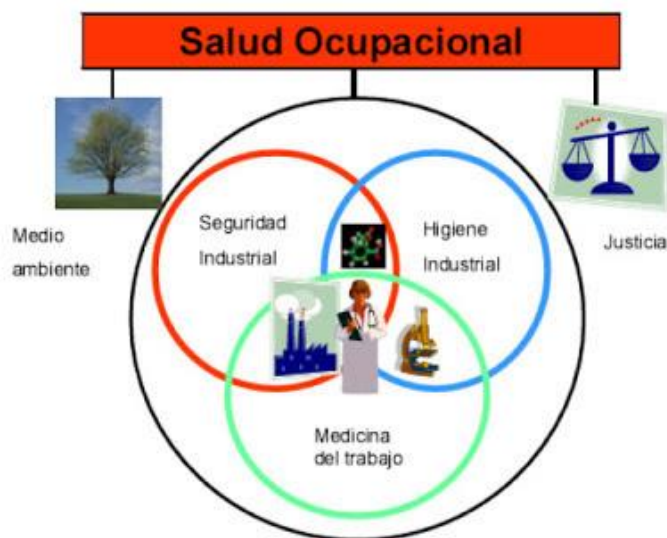 Salud Ocupacional
Medio
ambiente
Seguridad
Industrial
Higiene
Industrial
Justicia
Medicina
del trabajo